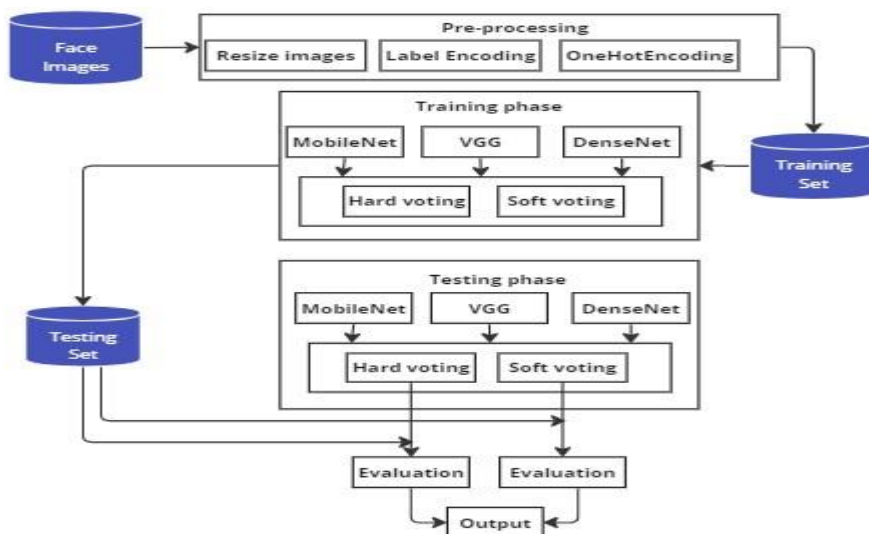 Face
Images
Pre-processing
Resize images
Label Encoding
OneHotEncoding
Training phase
MobileNet
VGG
DenseNet
Hard voting
Soft voting
Training
Set
Testing phase
MobileNet
VGG
DenseNet
Hard voting
Soft voting
Testing
Set
Evaluation
Evaluation
Output